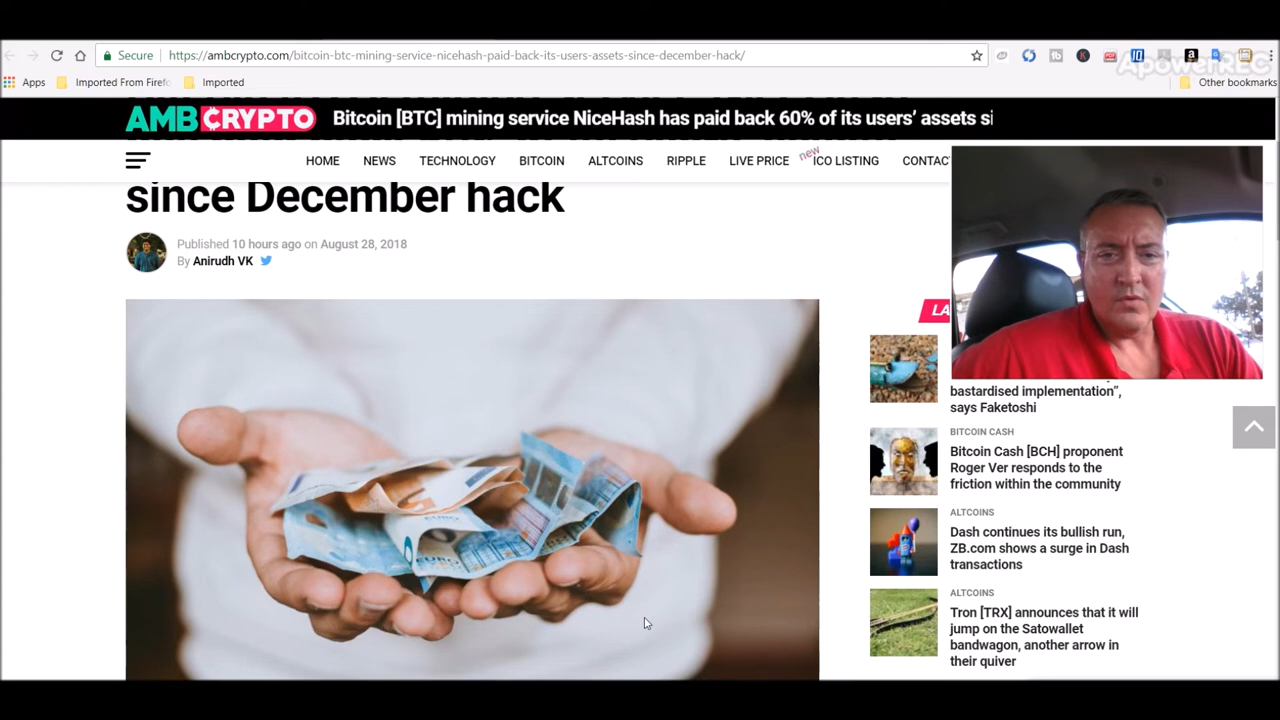 Secure
https://ambcrypto.com/bitcoin-btc-mining-service-nicehash-paid-back-its-users-assets-since-december-hack/
ApowerREC
Apps
Imported From Firefo
Imported
Other bookmarks
AMBCRYPTO
Bitcoin [BTC] mining service NiceHash has paid back 60% of its users’ assets si
HOME
NEWS
TECHNOLOGY
BITCOIN
ALTCOINS
RIPPLE
LIVE PRICE
new
ICO LISTING
CONTAC
since December hack
Published 10 hours ago on August 28, 2018
By Anirudh VK
LA
bastardised implementation”,
says Faketoshi
BITCOIN CASH
Bitcoin Cash [BCH] proponent
Roger Ver responds to the
friction within the community
ALTCOINS
Dash continues its bullish run,
ZB.com shows a surge in Dash
transactions
ALTCOINS
Tron [TRX] announces that it will
jump on the Satowallet
bandwagon, another arrow in
their quiver
EURO
EURO